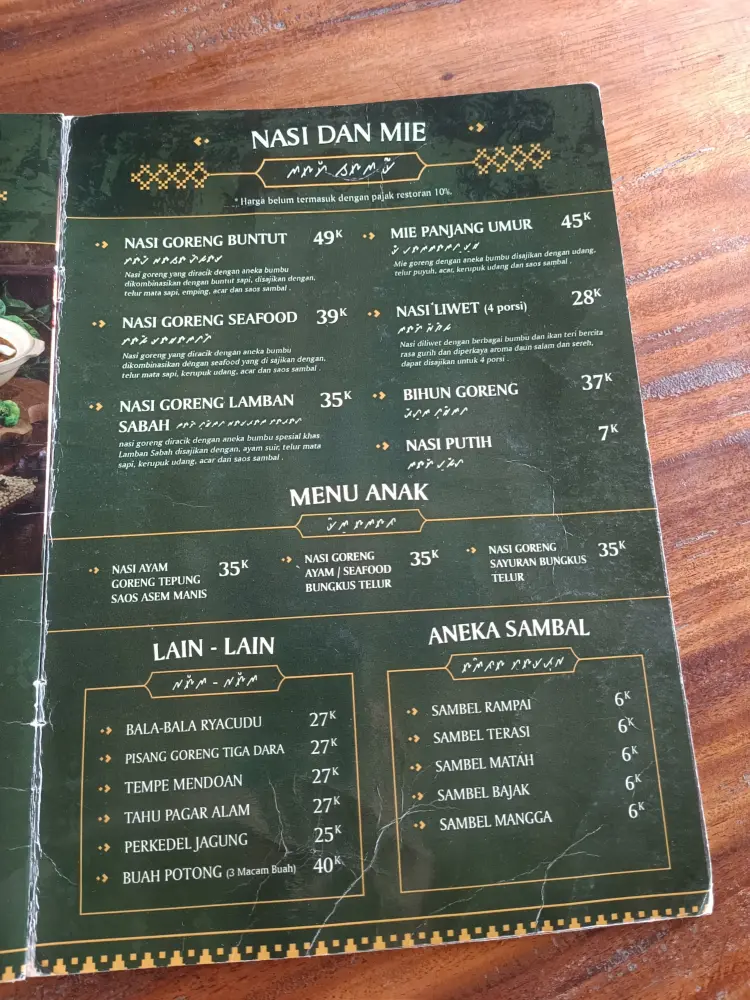 NASI DAN MIE
* Harga belum termasuk dengan pajak restoran 10%.
NASI GORENG BUNTUT 49K
Nasi goreng yang diracik dengan aneka bumbu
dikombinasikan dengan buntut sapi, disajikan dengan,
telur mata sapi, emping, acar dan saos sambal .
NASI GORENG SEAFOOD 39K
Nasi goreng yang diracik dengan aneka bumbu
dikombinasikan dengan seafood yang di sajikan dengan,
telur mata sapi, kerupuk udang, acar dan saos sambal .
NASI GORENG LAMBAN 35K
SABAH
nasi goreng diracik dengan aneka bumbu spesial khas
Lamban Sabah disajikan dengan, ayam suir, telur mata
sapi, kerupuk udang, acar dan saos sambal .
MIE PANJANG UMUR 45K
Mie goreng dengan aneka bumbu disajikan dengan udang,
telur puyuh, acar, kerupuk udang dan saos sambal .
NASI LIWET (4 porsi) 28K
Nasi diliwet dengan berbagai bumbu dan ikan teri bercita
rasa gurih dan diperkaya aroma daun salam dan sereh,
dapat disajikan untuk 4 porsi .
BIHUN GORENG 37K
NASI PUTIH 7K
MENU ANAK
NASI AYAM
GORENG TEPUNG 35K
SAOS ASEM MANIS
NASI GORENG
AYAM / SEAFOOD 35K
BUNGKUS TELUR
NASI GORENG
SAYURAN BUNGKUS 35K
TELUR
LAIN - LAIN
BALA-BALA RYACUDU 27K
PISANG GORENG TIGA DARA 27K
TEMPE MENDOAN 27K
TAHU PAGAR ALAM 27K
PERKEDEL JAGUNG 25K
BUAH POTONG (3 Macam Buah) 40K
ANEKA SAMBAL
SAMBEL RAMPAI 6K
SAMBEL TERASI 6K
SAMBEL MATAH 6K
SAMBEL BAJAK 6K
SAMBEL MANGGA 6K